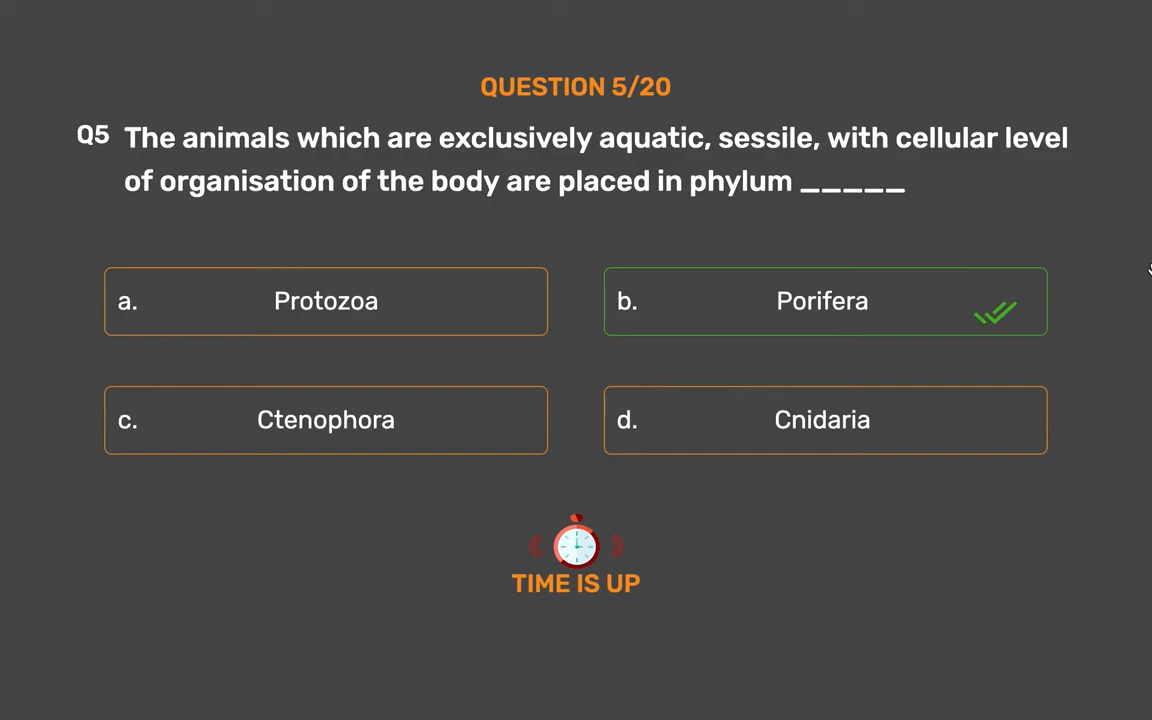 QUESTION 5/20
Q5 The animals which are exclusively aquatic, sessile, with cellular level
of organisation of the body are placed in phylum _____
a. Protozoa
b. Porifera
c. Ctenophora
d. Cnidaria
TIME IS UP